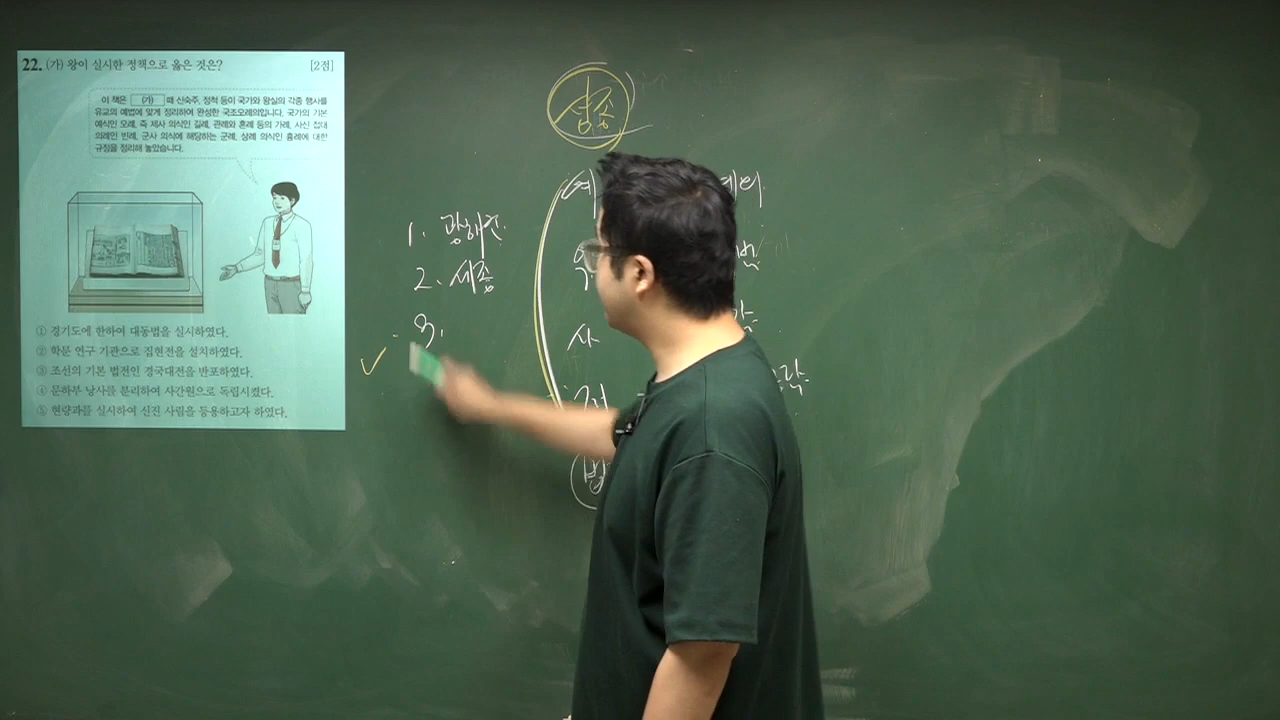 22. (가) 왕이 실시한 정책으로 옳은 것은? [2점]
이 책은 (가) 때 신숙주, 정척 등이 국가와 왕실의 각종 행사를
유교의 예법에 맞게 정리하여 완성한 국조오례의입니다. 국가의 기본
예식인 오례, 즉 제사 의식인 길례, 관례와 혼례 등의 가례, 사신 접대
의례인 빈례, 군사 의식에 해당하는 군례, 상례 의식인 흉례에 대한
규정을 정리해 놓았습니다.
① 경기도에 한하여 대동법을 실시하였다.
② 학문 연구 기관으로 집현전을 설치하였다.
③ 조선의 기본 법전인 경국대전을 반포하였다.
④ 문하부 낭사를 분리하여 사간원으로 독립시켰다.
⑤ 현량과를 실시하여 신진 사림을 등용하고자 하였다.
성종
1. 광해군
2. 세종
3.
예
사
법